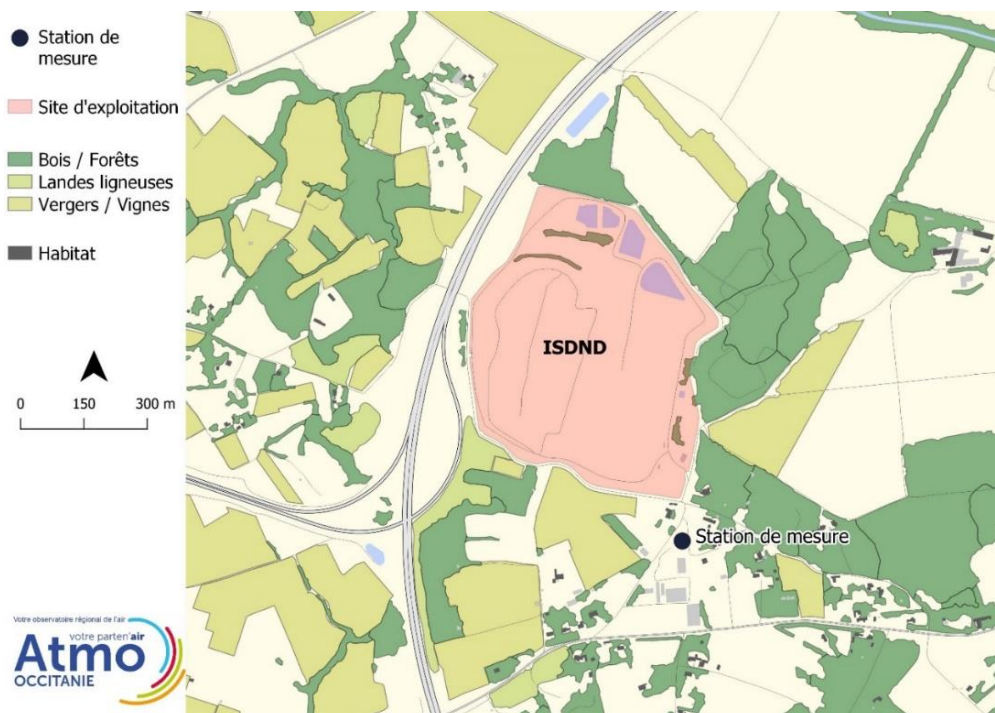 Station de
mesure
Site d'exploitation
Bois / Forêts
Landes ligneuses
Vergers / Vignes
Habitat
0 150 300 m
ISDND
Station de mesure
Votre observatoire régional de l'air
votre parten'air
Atmo
OCCITANIE